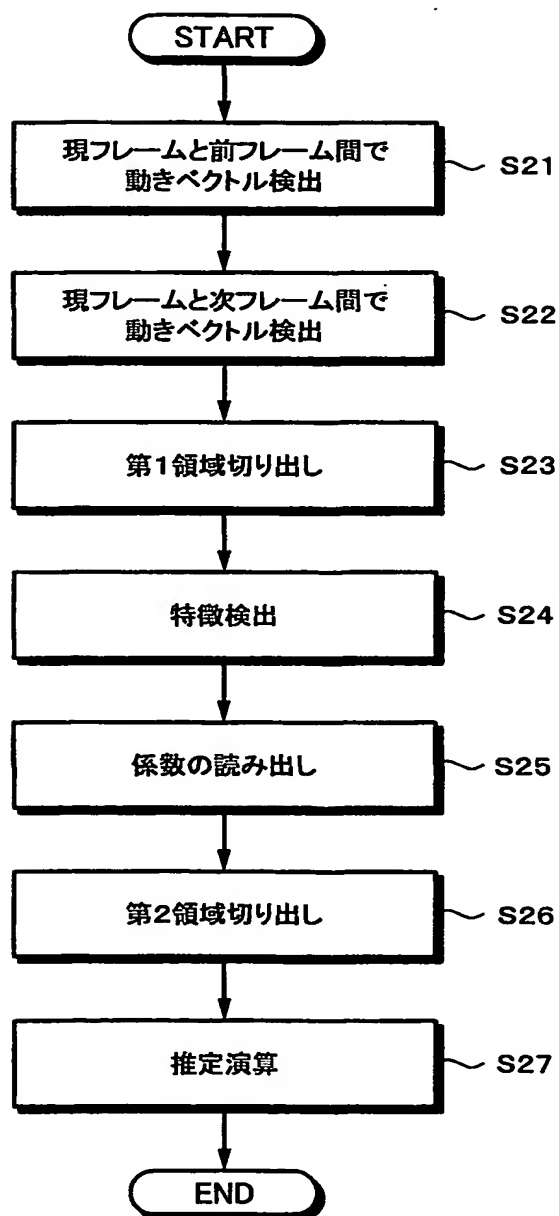 START
現フレームと前フレーム間で
動きベクトル検出
S21
現フレームと次フレーム間で
動きベクトル検出
S22
第1領域切り出し
S23
特徴検出
S24
係数の読み出し
S25
第2領域切り出し
S26
推定演算
S27
END